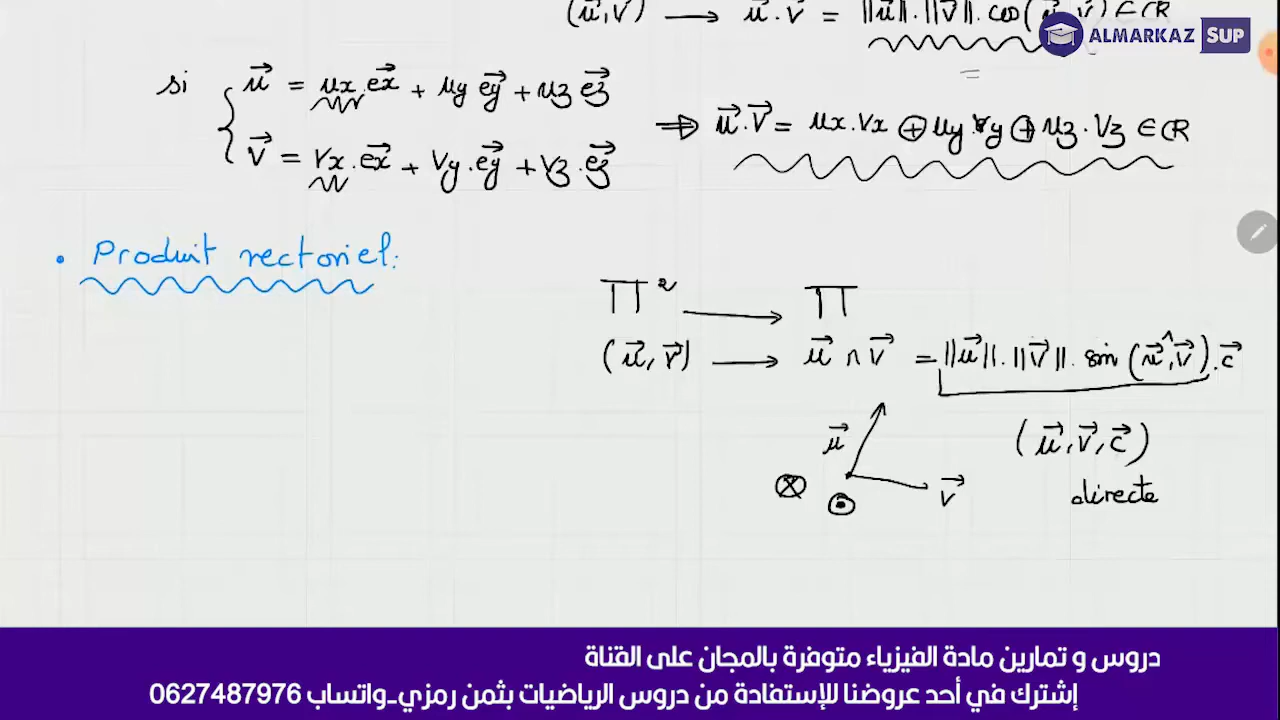 (u⃗,v⃗) → u⃗.v⃗ = ||u⃗||.||v⃗||.cos(u⃗,v⃗) ∈ ℝ
ALMARKAZ SUP
si { u⃗ = ux.ex⃗ + uy ey⃗ + uz ez⃗
v⃗ = vx.ex⃗ + vy.ey⃗ + vz.ez⃗
⇒ u⃗.v⃗ = ux.vx ⊕ uy vy ⊕ uz.vz ∈ ℝ
• Produit vectoriel:
Π² → Π
(u⃗,v⃗) → u⃗ ∧ v⃗ = ||u⃗||.||v⃗||.sin(u⃗,^v⃗).c⃗
u⃗
v⃗
(u⃗,v⃗,c⃗)
directe
دروس و تمارين مادة الفيزياء متوفرة بالمجان على القناة
إشترك في أحد عروضنا للإستفادة من دروس الرياضيات بثمن رمزي_واتساب 0627487976